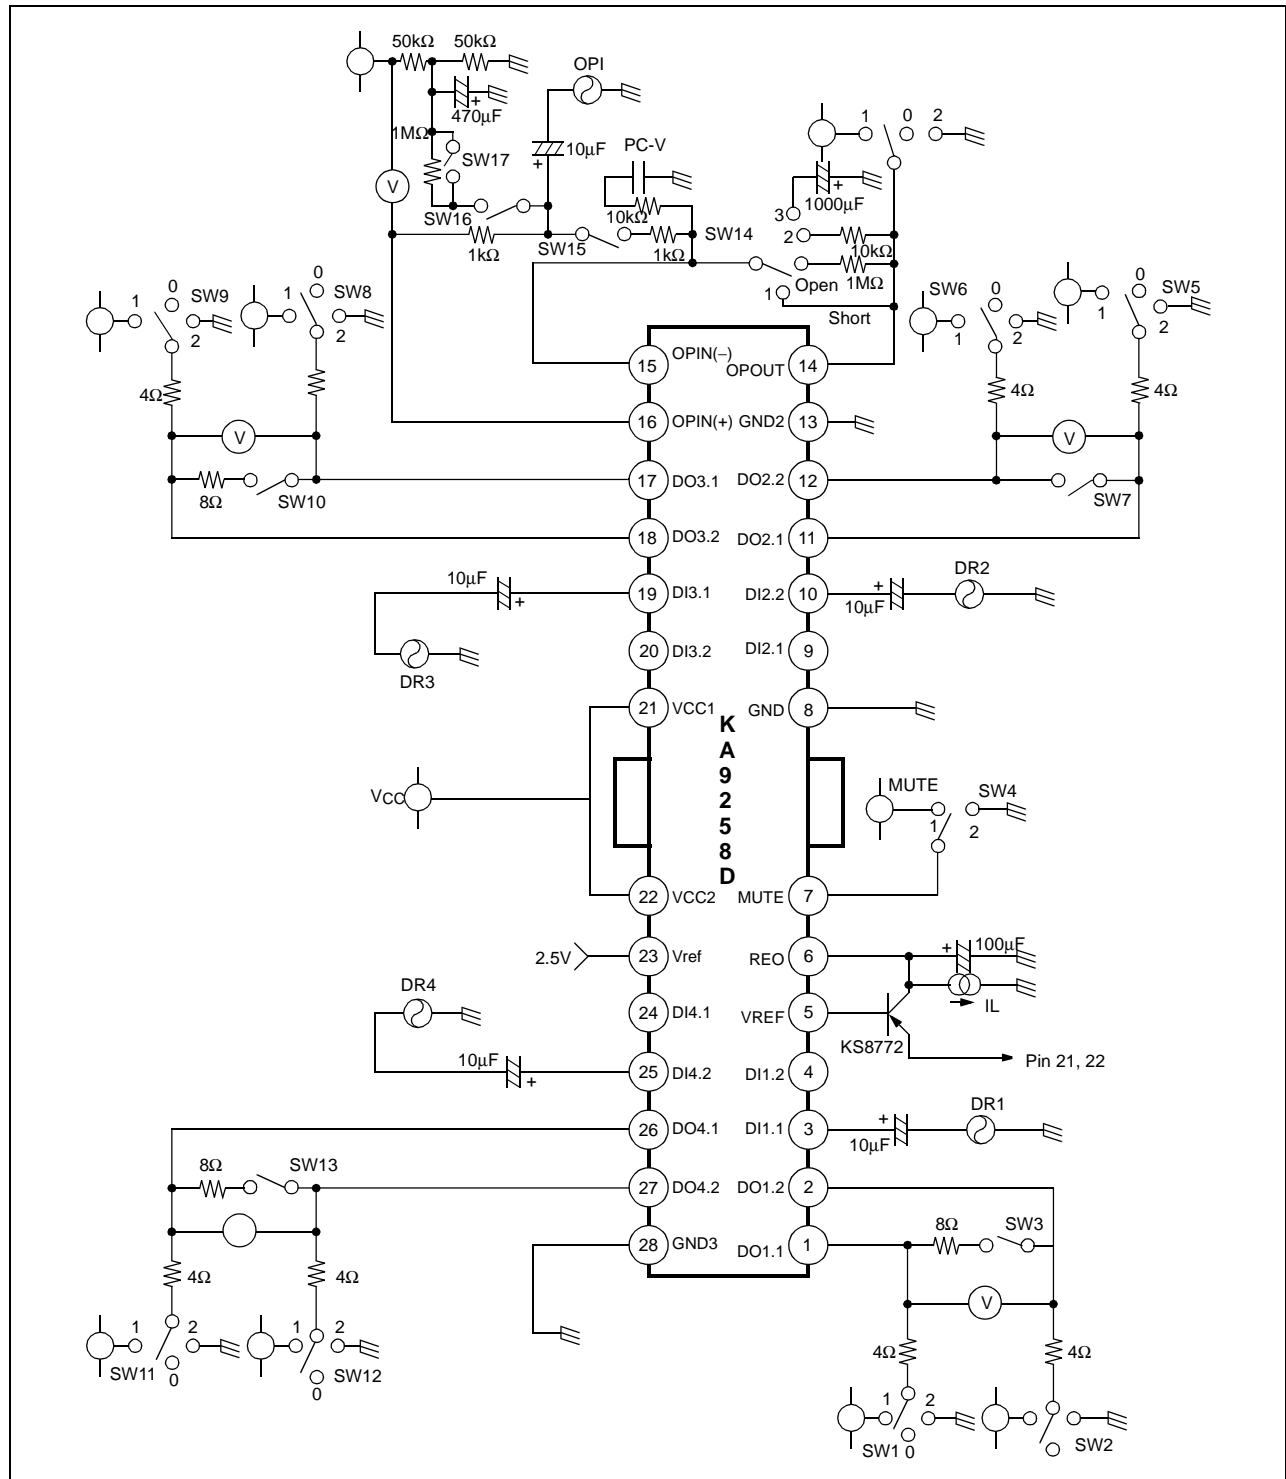 50kΩ 50kΩ
OPI
470μF
1MΩ
SW17
10μF
PC-V
1 0 2
V
1000μF
SW16
10kΩ
3
1kΩ
SW15
1kΩ
SW14
2
10kΩ
Open
1MΩ
1
Short
1 0 SW9 2
1 0 SW8 2
SW6 0 1 2
0 SW5 1 2
15 OPIN(−)
OPOUT 14
4Ω
4Ω
4Ω
16 OPIN(+)
GND2 13
V
V
8Ω
SW10
17 DO3.1
DO2.2 12
SW7
18 DO3.2
DO2.1 11
10μF
+
19 DI3.1
DI2.2 10
+
10μF
DR2
DR3
20 DI3.2
DI2.1 9
21 VCC1
GND 8
KA9258D
VCC
MUTE
1
SW4
2
22 VCC2
MUTE 7
2.5V
23 Vref
REO 6
+
100μF
IL
DR4
24 DI4.1
VREF 5
KS8772
Pin 21, 22
10μF
+
25 DI4.2
DI1.2 4
26 DO4.1
DI1.1 3
+
10μF
DR1
8Ω
SW13
27 DO4.2
DO1.2 2
28 GND3
DO1.1 1
8Ω
SW3
4Ω
4Ω
V
1 2
SW11 0
1 2
SW12
0
4Ω
4Ω
1 2
SW1 0
SW2